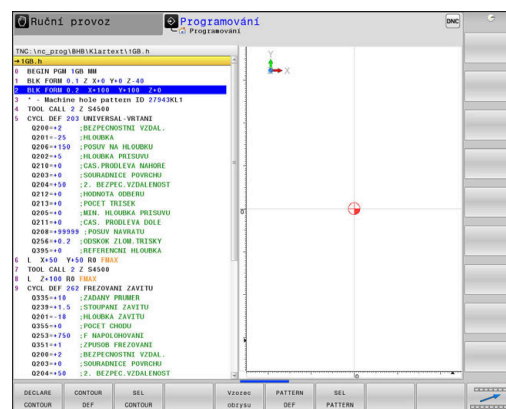 Ruční provoz
Programování
Programování
DNC
TNC:\nc_prog\BHB\Klartext\1GB.h
→1GB.h
0 BEGIN PGM 1GB MM
1 BLK FORM 0.1 Z X+0 Y+0 Z-40
2 BLK FORM 0.2 X+100 Y+100 Z+0
3 * - Machine hole pattern ID 27943KL1
4 TOOL CALL 2 Z S4500
5 CYCL DEF 203 UNIVERSAL-VRTANI
Q200=+2 ;BEZPECNOSTNI VZDAL.
Q201=-25 ;HLOUBKA
Q206=+150 ;POSUV NA HLOUBKU
Q202=+5 ;HLOUBKA PRISUVU
Q210=+0 ;CAS.PRODLEVA NAHORE
Q203=+0 ;SOURADNICE POVRCHU
Q204=+50 ;2. BEZPEC.VZDALENOST
Q212=+0 ;HODNOTA ODBERU
Q213=+0 ;POCET TRISEK
Q205=+0 ;MIN. HLOUBKA PRISUVU
Q211=+0 ;CAS. PRODLEVA DOLE
Q208=+99999 ;POSUV NAVRATU
Q256=+0.2 ;ODSKOK ZLOM.TRISKY
Q395=+0 ;REFERENCNI HLOUBKA
6 L X+50 Y+50 R0 FMAX
7 TOOL CALL 2 Z S4500
8 L Z+100 R0 FMAX
9 CYCL DEF 262 FREZOVANI ZAVITU
Q335=+10 ;ZADANY PRUMER
Q239=+1.5 ;STOUPANI ZAVITU
Q201=-18 ;HLOUBKA ZAVITU
Q355=+0 ;POCET CHODU
Q253=+750 ;F NAPOLOHOVANI
Q351=+1 ;ZPUSOB FREZOVANI
Q200=+2 ;BEZPECNOSTNI VZDAL.
Q203=+0 ;SOURADNICE POVRCHU
Q204=+50 ;2. BEZPEC.VZDALENOST
Y
X
0
0
DECLARE CONTOUR
CONTOUR DEF
SEL CONTOUR
Vzorec obrysu
PATTERN DEF
SEL PATTERN